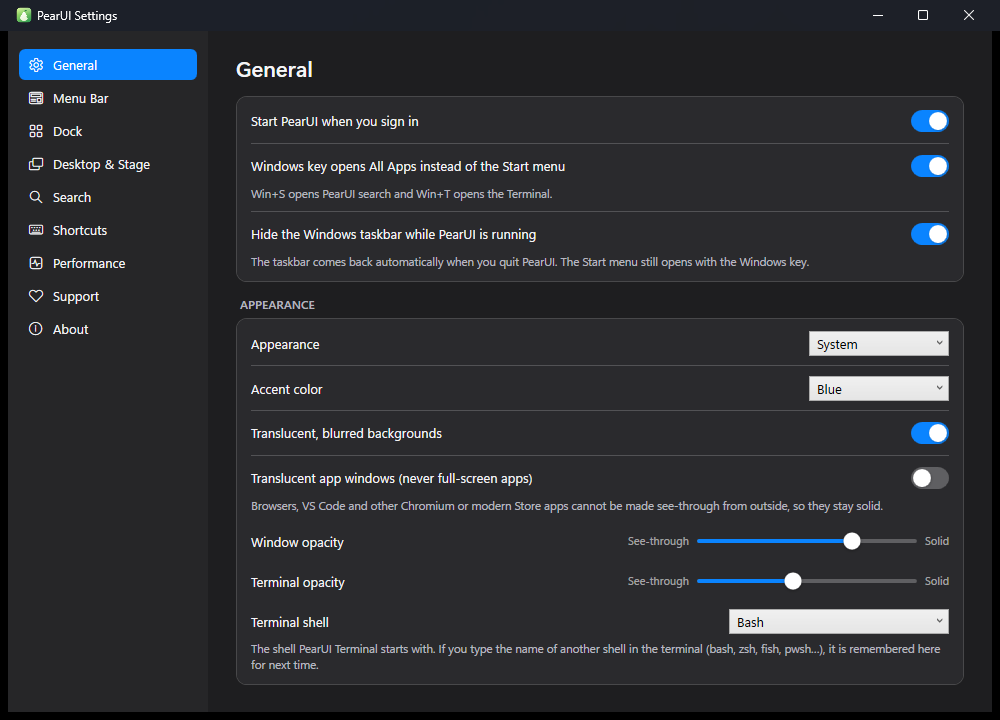 PearUI Settings
General
Menu Bar
Dock
Desktop & Stage
Search
Shortcuts
Performance
Support
About
General
Start PearUI when you sign in
Windows key opens All Apps instead of the Start menu
Win+S opens PearUI search and Win+T opens the Terminal.
Hide the Windows taskbar while PearUI is running
The taskbar comes back automatically when you quit PearUI. The Start menu still opens with the Windows key.
APPEARANCE
Appearance
System
Accent color
Blue
Translucent, blurred backgrounds
Translucent app windows (never full-screen apps)
Browsers, VS Code and other Chromium or modern Store apps cannot be made see-through from outside, so they stay solid.
Window opacity
See-through
Solid
Terminal opacity
See-through
Solid
Terminal shell
Bash
The shell PearUI Terminal starts with. If you type the name of another shell in the terminal (bash, zsh, fish, pwsh...), it is remembered here
for next time.